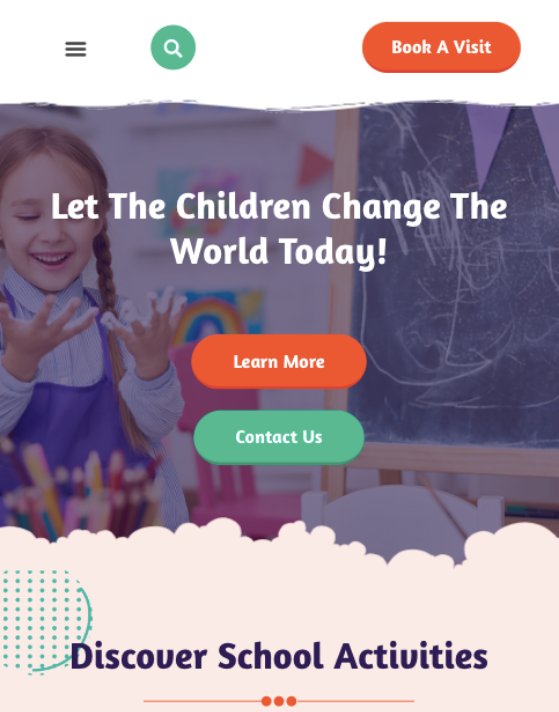 Book A Visit
Let The Children Change The
World Today!
Learn More
Contact Us
Discover School Activities